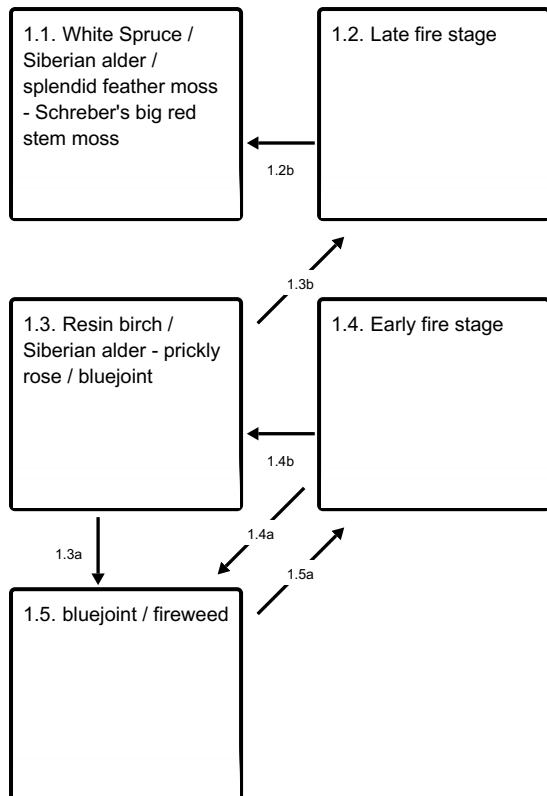 1.1. White Spruce /
Siberian alder /
splendid feather moss
- Schreber's big red
stem moss
1.2. Late fire stage
1.2b
1.3b
1.3. Resin birch /
Siberian alder - prickly
rose / bluejoint
1.4. Early fire stage
1.4b
1.4a
1.3a
1.5a
1.5. bluejoint / fireweed